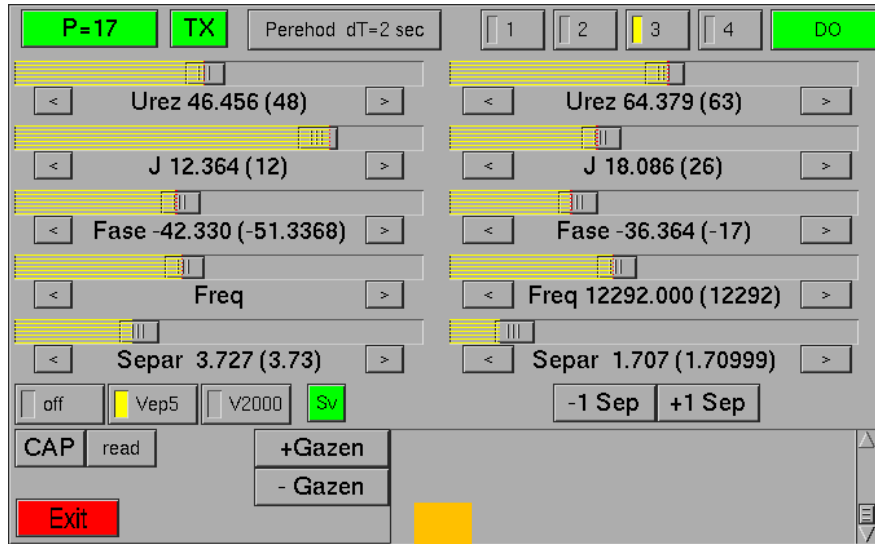 P=17 TX Perehod dT=2 sec 1 2 3 4 DO
< Urez 46.456 (48) > < Urez 64.379 (63) >
< J 12.364 (12) > < J 18.086 (26) >
< Fase -42.330 (-51.3368) > < Fase -36.364 (-17) >
< Freq > < Freq 12292.000 (12292) >
< Separ 3.727 (3.73) > < Separ 1.707 (1.70999) >
off Vep5 V2000 Sv -1 Sep +1 Sep
CAP read +Gazen
- Gazen
Exit